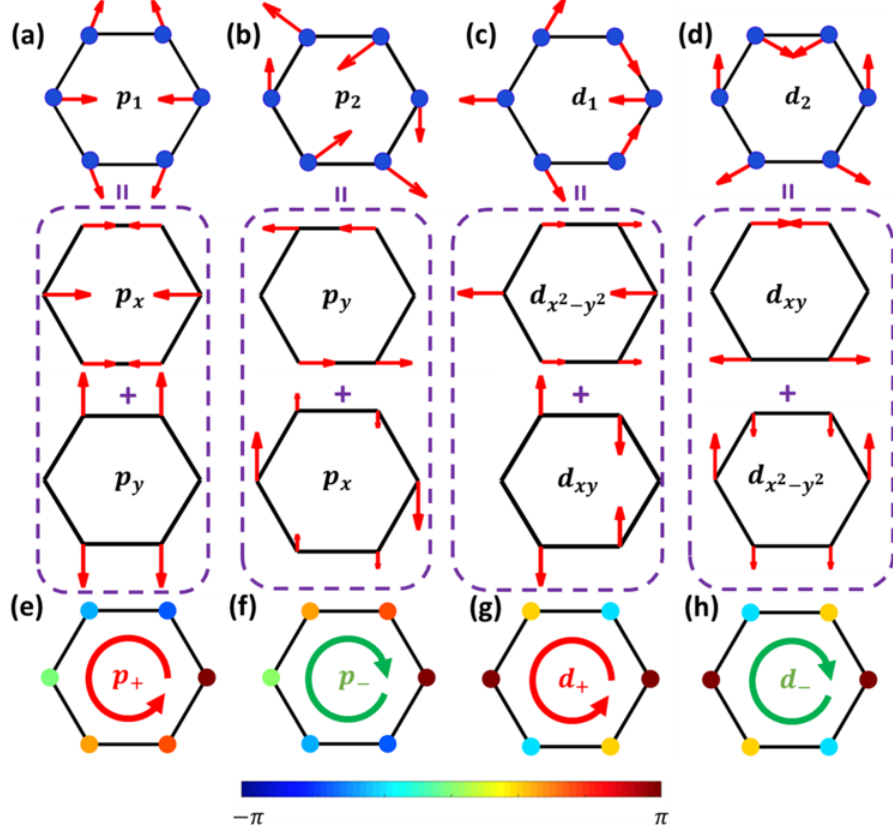 (a) (b) (c) (d)
p₁ p₂ d₁ d₂
= = = =
pₓ p_y d_{x²−y²} d_{xy}
+ + + +
p_y pₓ d_{xy} d_{x²−y²}
(e) (f) (g) (h)
p₊ p₋ d₊ d₋
−π π